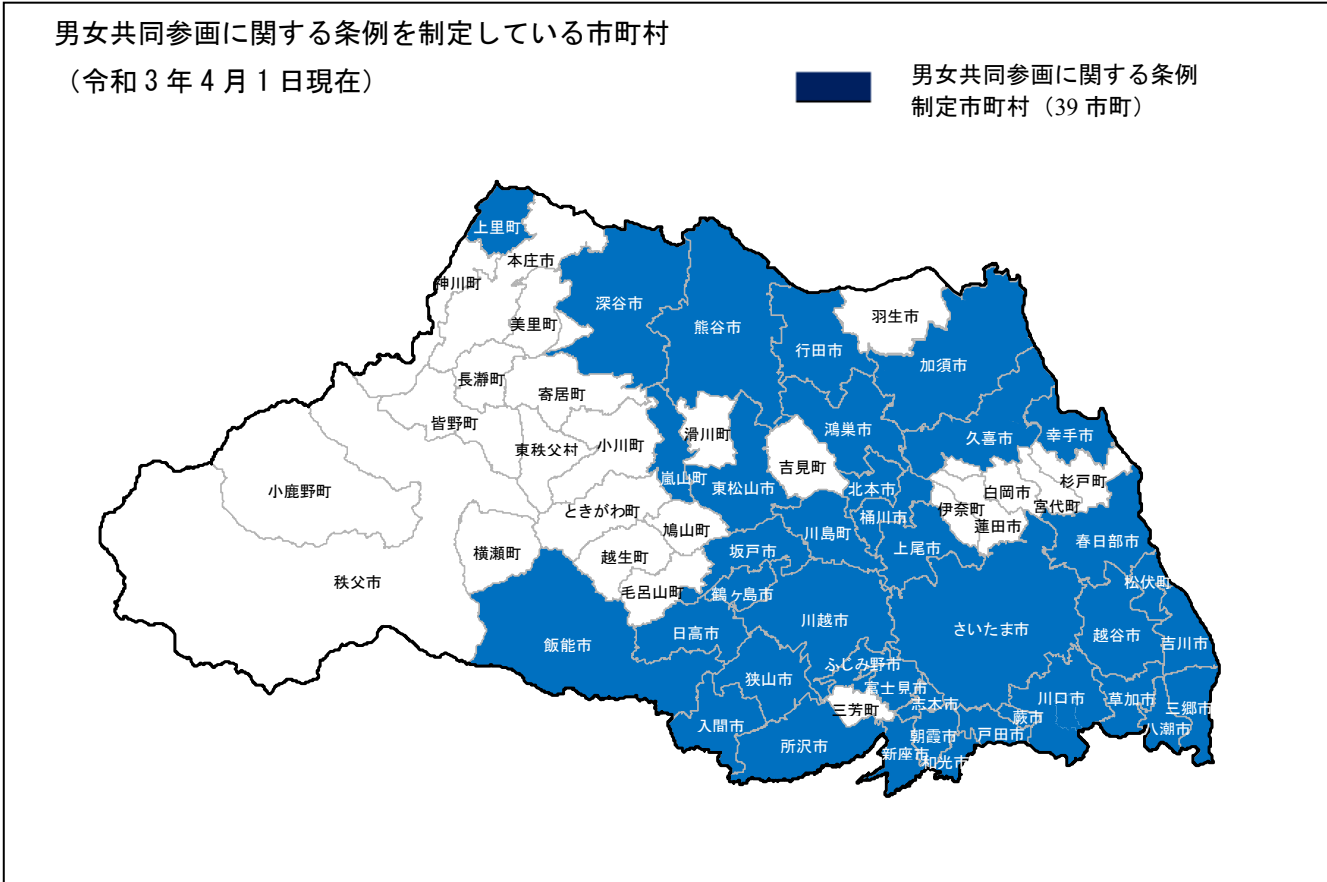 男女共同参画に関する条例を制定している市町村
（令和３年４月１日現在）
男女共同参画に関する条例
制定市町村（39 市町）
上里町
本庄市
神川町
美里町
深谷市
熊谷市
行田市
羽生市
加須市
長瀞町
寄居町
皆野町
東秩父村
小川町
滑川町
鴻巣市
久喜市
幸手市
吉見町
嵐山町
東松山市
北本市
小鹿野町
ときがわ町
鳩山町
桶川市
伊奈町
白岡市
杉戸町
宮代町
蓮田市
横瀬町
越生町
坂戸市
川島町
上尾市
春日部市
秩父市
毛呂山町
鶴ヶ島市
松伏町
飯能市
日高市
川越市
さいたま市
越谷市
吉川市
ふじみ野市
狭山市
富士見市
三芳町
志木市
川口市
草加市
三郷市
入間市
所沢市
朝霞市
新座市
和光市
戸田市
蕨市
八潮市